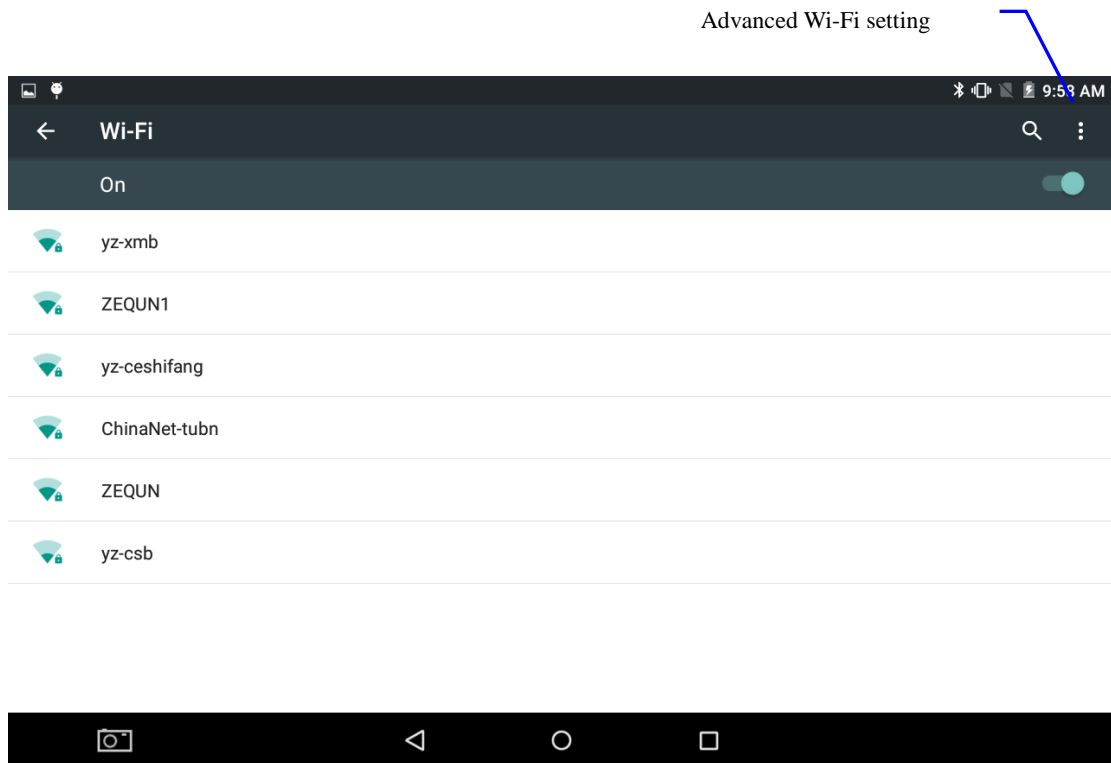 Advanced Wi-Fi setting
9:58 AM
Wi-Fi
On
yz-xmb
ZEQUN1
yz-ceshifang
ChinaNet-tubn
ZEQUN
yz-csb